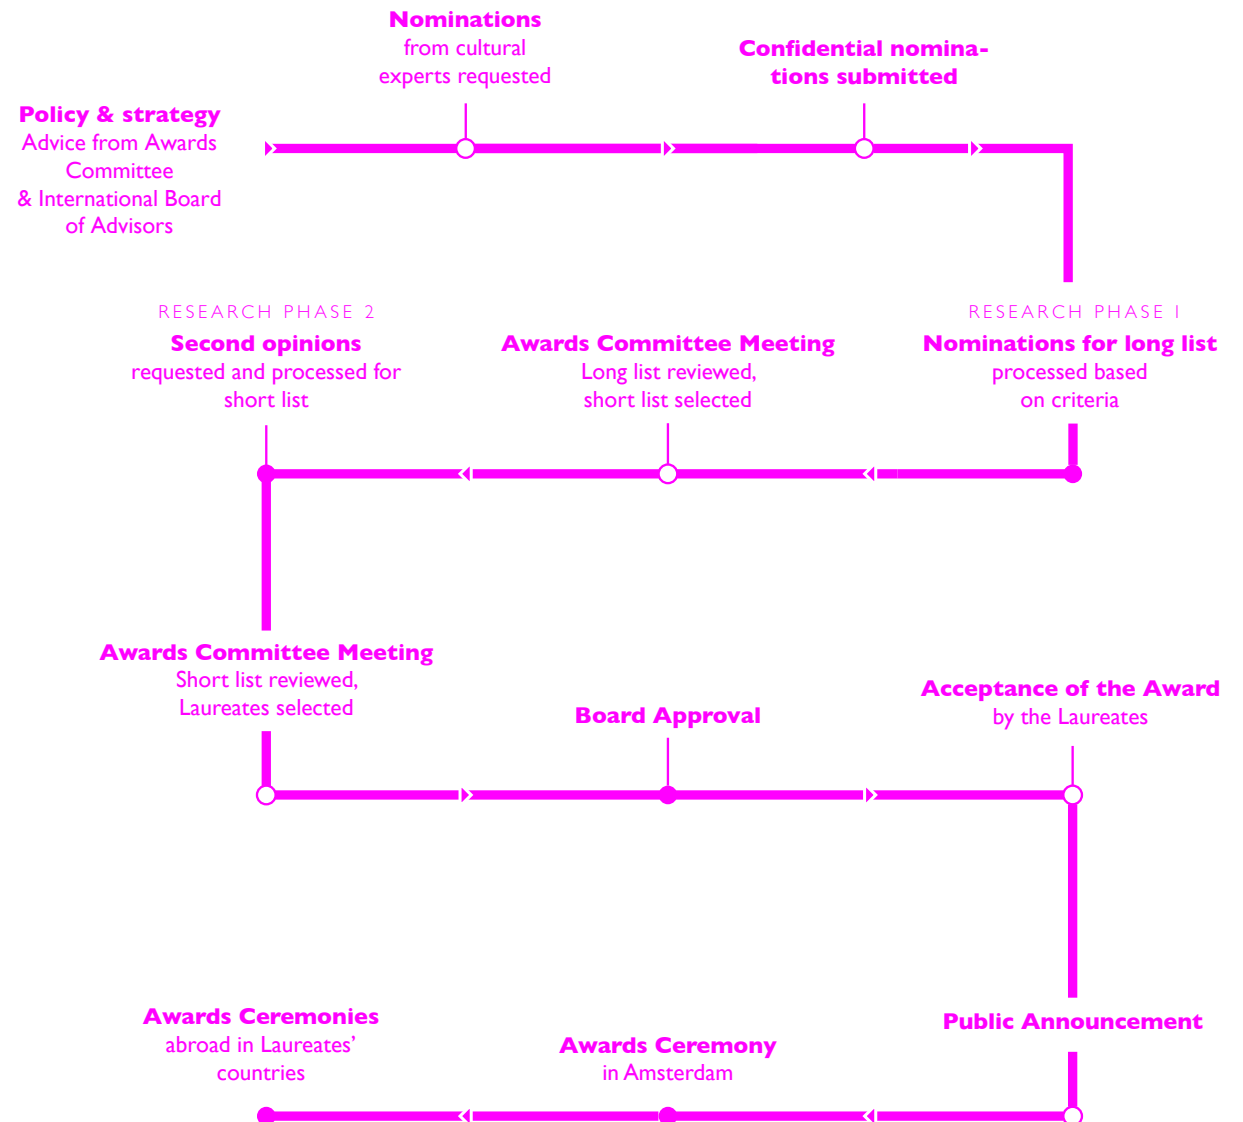 Nominations
from cultural
experts requested
Confidential nomina-
tions submitted
Policy & strategy
Advice from Awards
Committee
& International Board
of Advisors
RESEARCH PHASE 2
Second opinions
requested and processed for
short list
Awards Committee Meeting
Long list reviewed,
short list selected
RESEARCH PHASE 1
Nominations for long list
processed based
on criteria
Awards Committee Meeting
Short list reviewed,
Laureates selected
Board Approval
Acceptance of the Award
by the Laureates
Awards Ceremonies
abroad in Laureates’
countries
Awards Ceremony
in Amsterdam
Public Announcement